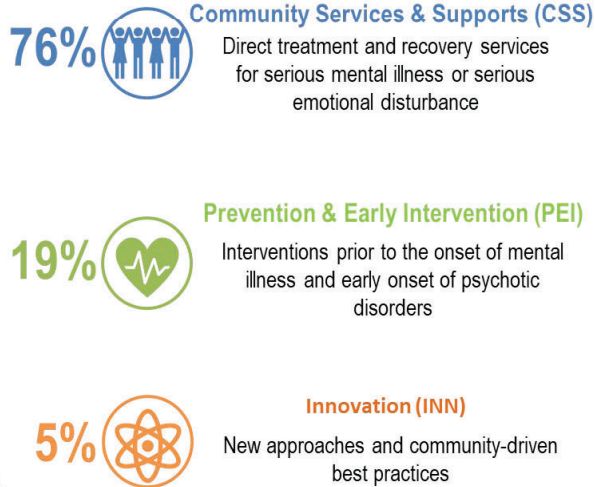 76%
Community Services & Supports (CSS)
Direct treatment and recovery services
for serious mental illness or serious
emotional disturbance
19%
Prevention & Early Intervention (PEI)
Interventions prior to the onset of mental
illness and early onset of psychotic
disorders
5%
Innovation (INN)
New approaches and community-driven
best practices